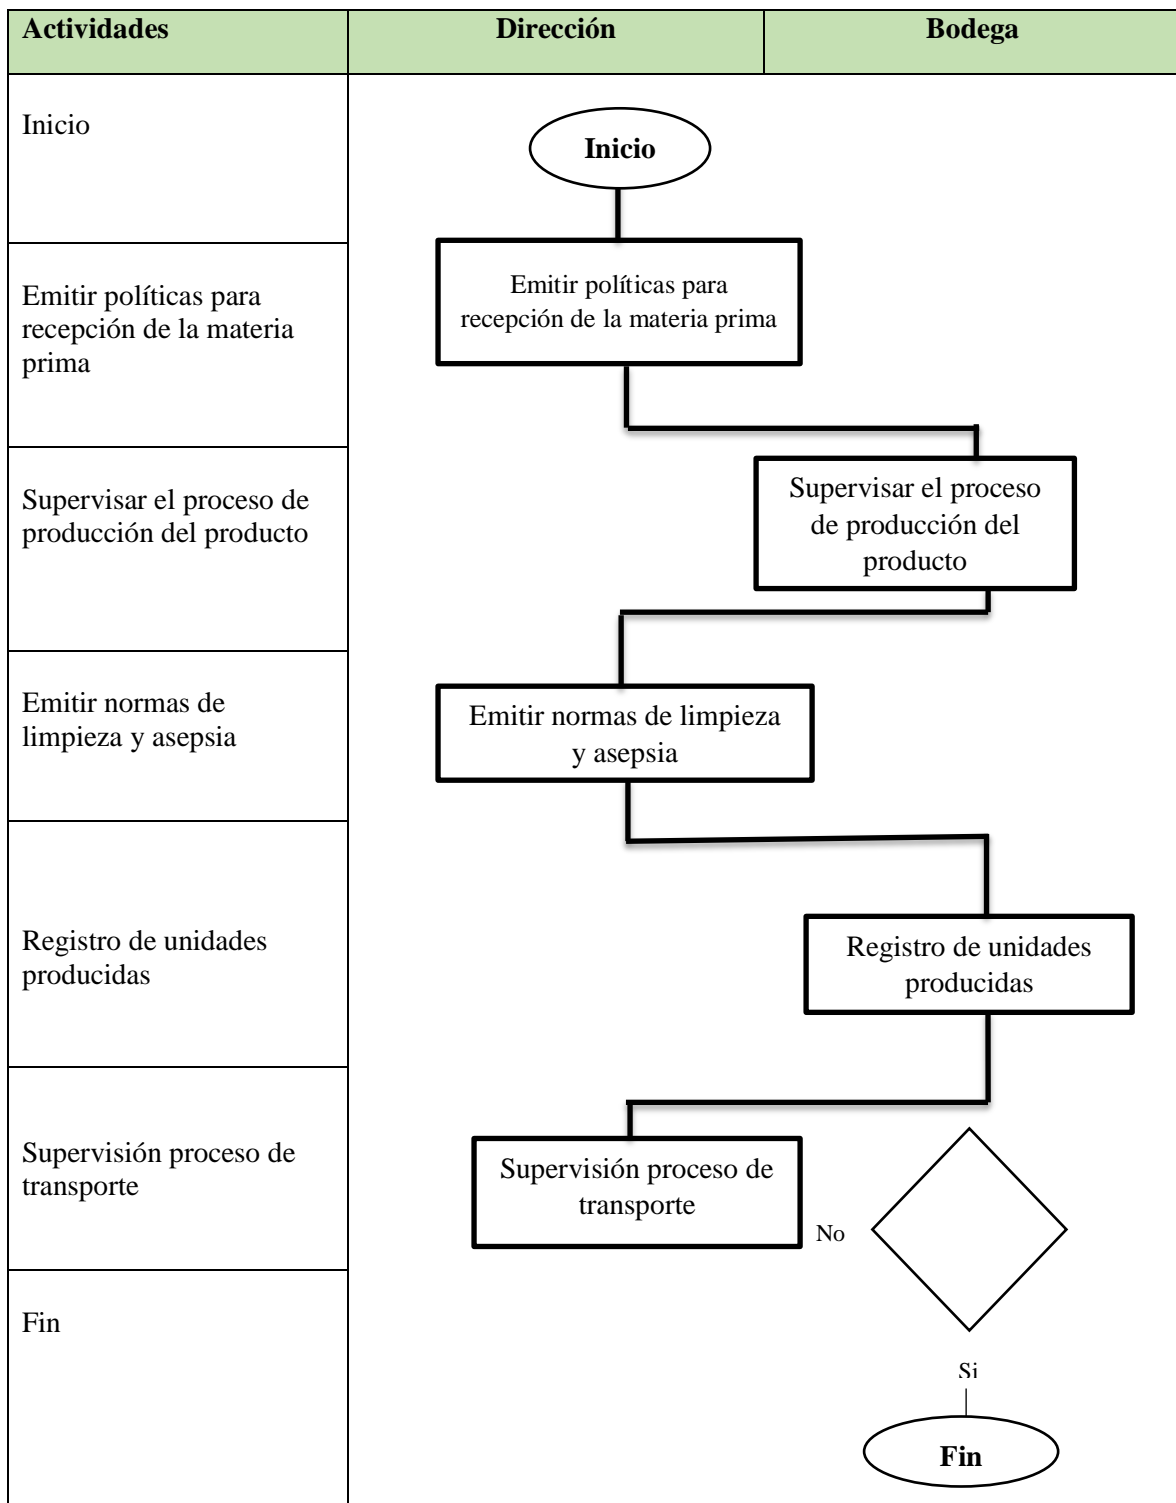 Actividades
Dirección
Bodega
Inicio
Inicio
Emitir políticas para
recepción de la materia
prima
Emitir políticas para
recepción de la materia prima
Supervisar el proceso de
producción del producto
Supervisar el proceso
de producción del
producto
Emitir normas de
limpieza y asepsia
Emitir normas de limpieza
y asepsia
Registro de unidades
producidas
Registro de unidades
producidas
Supervisión proceso de
transporte
Supervisión proceso de
transporte
No
Fin
Si
Fin